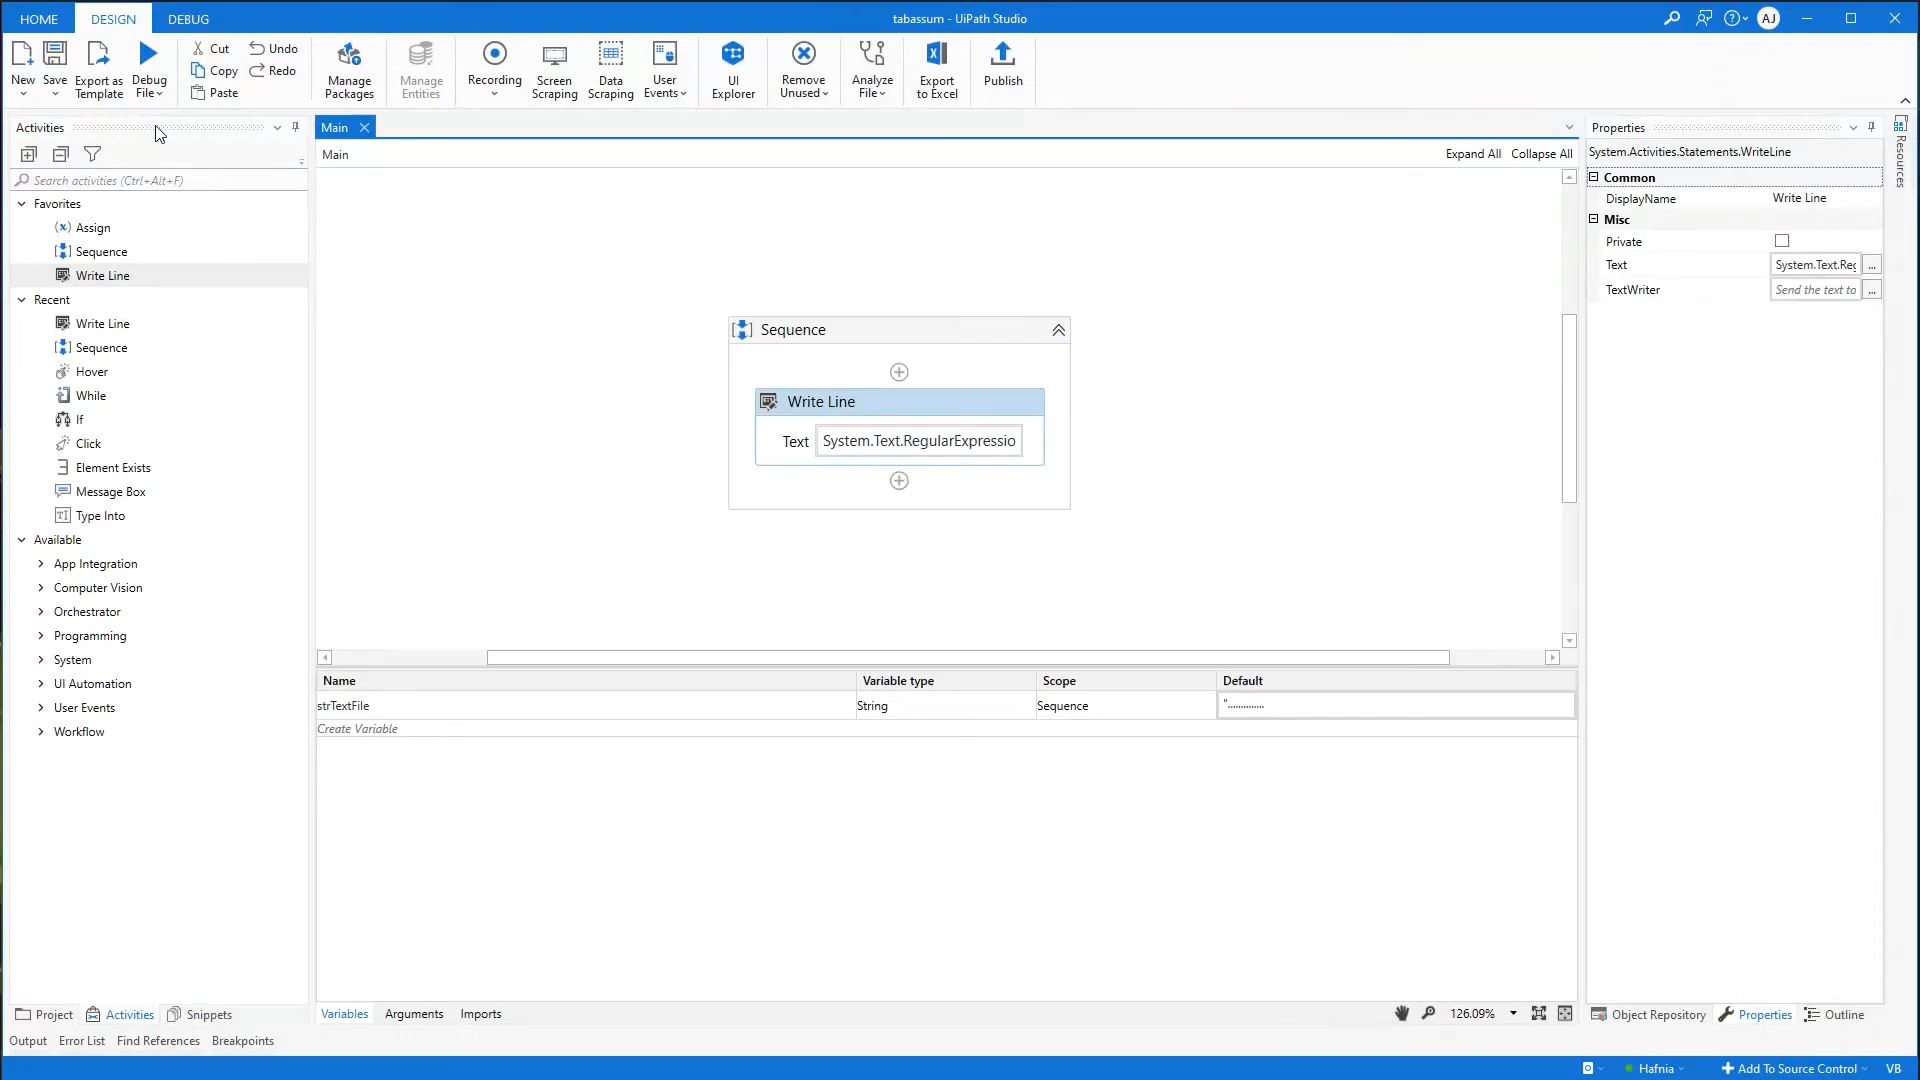 HOME DESIGN DEBUG tabassum - UiPath Studio AJ
New Save Export as Template Debug File Cut Copy Paste Undo Redo Manage Packages Manage Entities Recording Screen Scraping Data Scraping User Events UI Explorer Remove Unused Analyze File Export to Excel Publish
Activities
Search activities (Ctrl+Alt+F)
Favorites
Assign
Sequence
Write Line
Recent
Write Line
Sequence
Hover
While
If
Click
Element Exists
Message Box
Type Into
Available
App Integration
Computer Vision
Orchestrator
Programming
System
UI Automation
User Events
Workflow
Project Activities Snippets
Main
Main Expand All Collapse All
Sequence
Write Line
Text System.Text.RegularExpressio
Name Variable type Scope Default
strTextFile String Sequence "..............
Create Variable
Variables Arguments Imports 126.09%
Properties
System.Activities.Statements.WriteLine
Common
DisplayName Write Line
Misc
Private
Text System.Text.Reg ...
TextWriter Send the text to ...
Object Repository Properties Outline
Resources
Output Error List Find References Breakpoints
Hafnia Add To Source Control VB